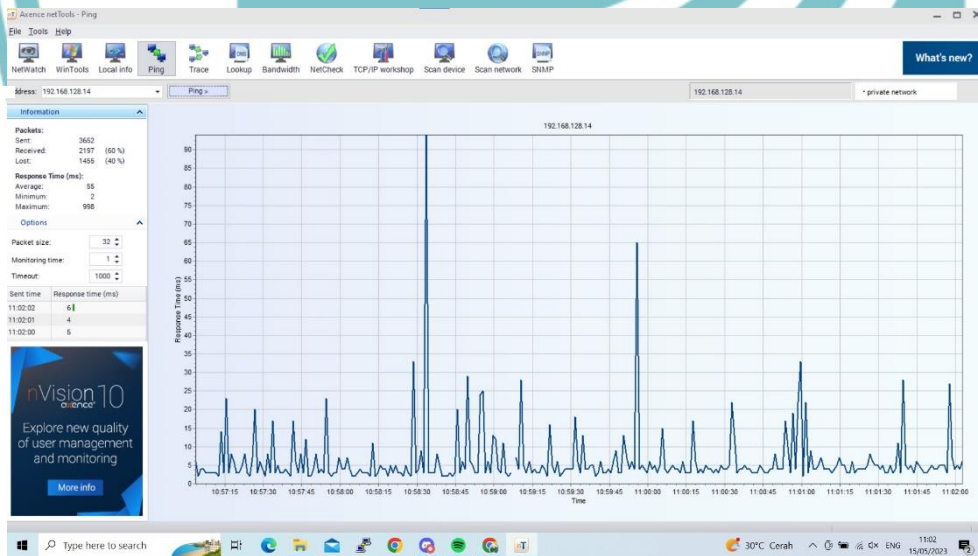 Axence netTools - Ping
File Tools Help
NetWatch WinTools Local info Ping Trace Lookup Bandwidth NetCheck TCP/IP workshop Scan device Scan network SNMP
What's new?
ddress: 192.168.128.14 Ping > 192.168.128.14 * private network
Information
Packets:
Sent: 3652
Received: 2197 (60 %)
Lost: 1455 (40 %)
Response Time (ms):
Average: 55
Minimum: 2
Maximum: 998
Options
Packet size: 32
Monitoring time: 1
Timeout: 1000
Sent time Response time (ms)
11:02:02 6
11:02:01 4
11:02:00 5
nVision 10
axence
Explore new quality
of user management
and monitoring
More info
192.168.128.14
Response Time (ms)
90
85
80
75
70
65
60
55
50
45
40
35
30
25
20
15
10
5
0
10:57:15 10:57:30 10:57:45 10:58:00 10:58:15 10:58:30 10:58:45 10:59:00 10:59:15 10:59:30 10:59:45 11:00:00 11:00:15 11:00:30 11:00:45 11:01:00 11:01:15 11:01:30 11:01:45 11:02:00
Time
Type here to search
30°C Cerah ENG 11:02
15/05/2023